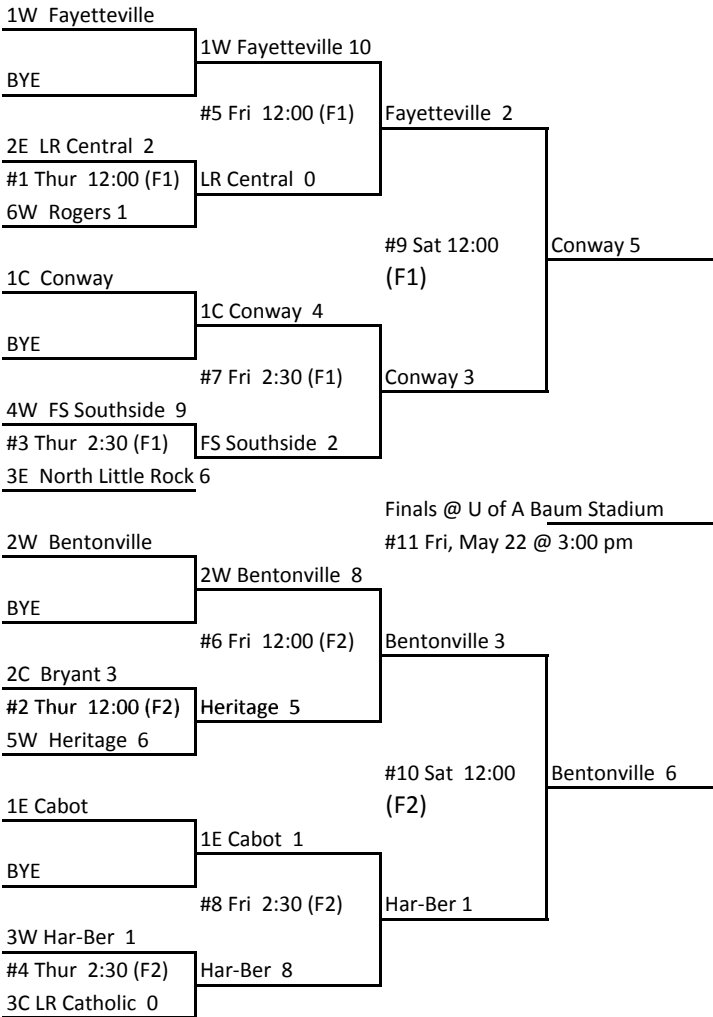 1W Fayetteville
1W Fayetteville 10
BYE
#5 Fri 12:00 (F1)
Fayetteville 2
2E LR Central 2
#1 Thur 12:00 (F1)
LR Central 0
6W Rogers 1
#9 Sat 12:00
(F1)
Conway 5
1C Conway
1C Conway 4
BYE
#7 Fri 2:30 (F1)
Conway 3
4W FS Southside 9
#3 Thur 2:30 (F1)
FS Southside 2
3E North Little Rock 6
Finals @ U of A Baum Stadium
#11 Fri, May 22 @ 3:00 pm
2W Bentonville
2W Bentonville 8
BYE
#6 Fri 12:00 (F2)
Bentonville 3
2C Bryant 3
#2 Thur 12:00 (F2)
Heritage 5
5W Heritage 6
#10 Sat 12:00
(F2)
Bentonville 6
1E Cabot
1E Cabot 1
BYE
#8 Fri 2:30 (F2)
Har-Ber 1
3W Har-Ber 1
#4 Thur 2:30 (F2)
Har-Ber 8
3C LR Catholic 0